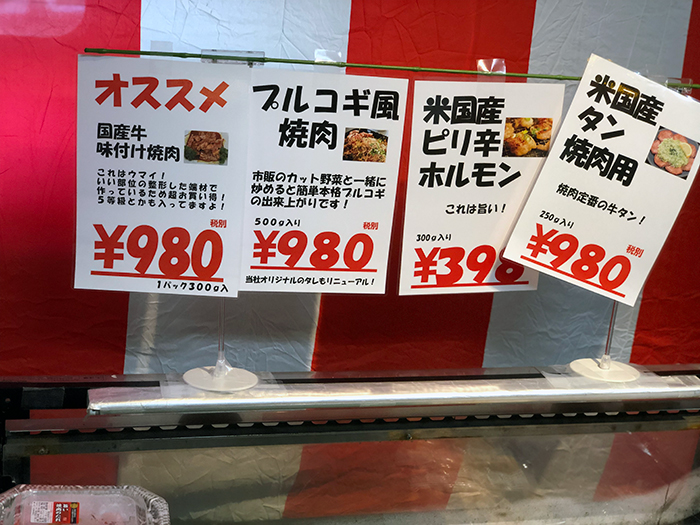 オススメ
国産牛
味付け焼肉
これはウマイ！
いい部位の整形した端材で
作っているため超お買い得！
５等級とかも入ってますよ！
税別
¥980
1パック300g入
プルコギ風
焼肉
市販のカット野菜と一緒に
炒めると簡単本格プルコギ
の出来上がりです！
500g入り
税別
¥980
当社オリジナルのタレもリニューアル！
米国産
ピリ辛
ホルモン
これは旨い！
300g入り
¥398
米国産
タン
焼肉用
焼肉定番の牛タン！
250g入り
税別
¥980